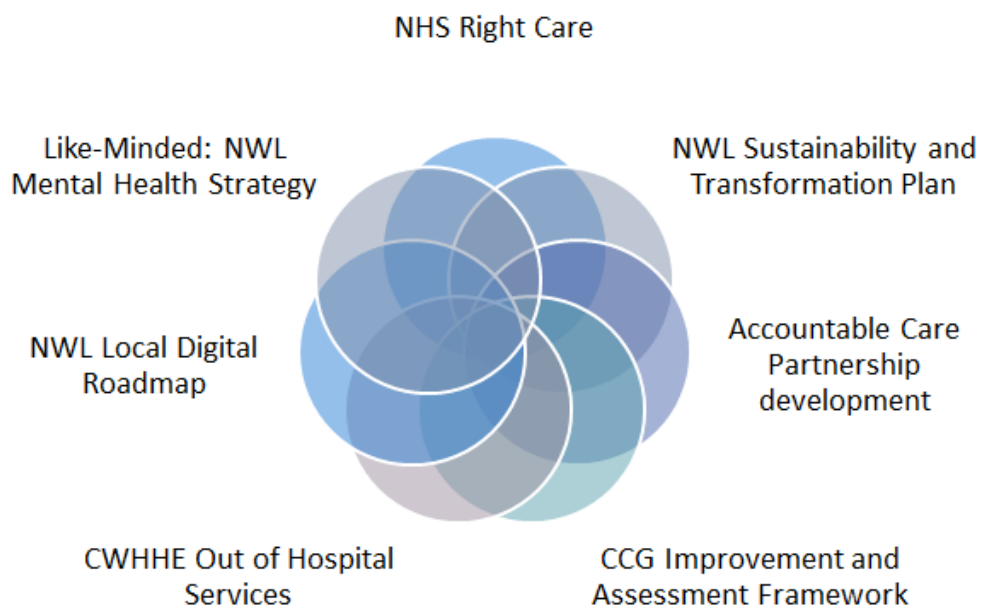 NHS Right Care
Like-Minded: NWL
Mental Health Strategy
NWL Sustainability and
Transformation Plan
NWL Local Digital
Roadmap
Accountable Care
Partnership
development
CWHHE Out of Hospital
Services
CCG Improvement and
Assessment Framework